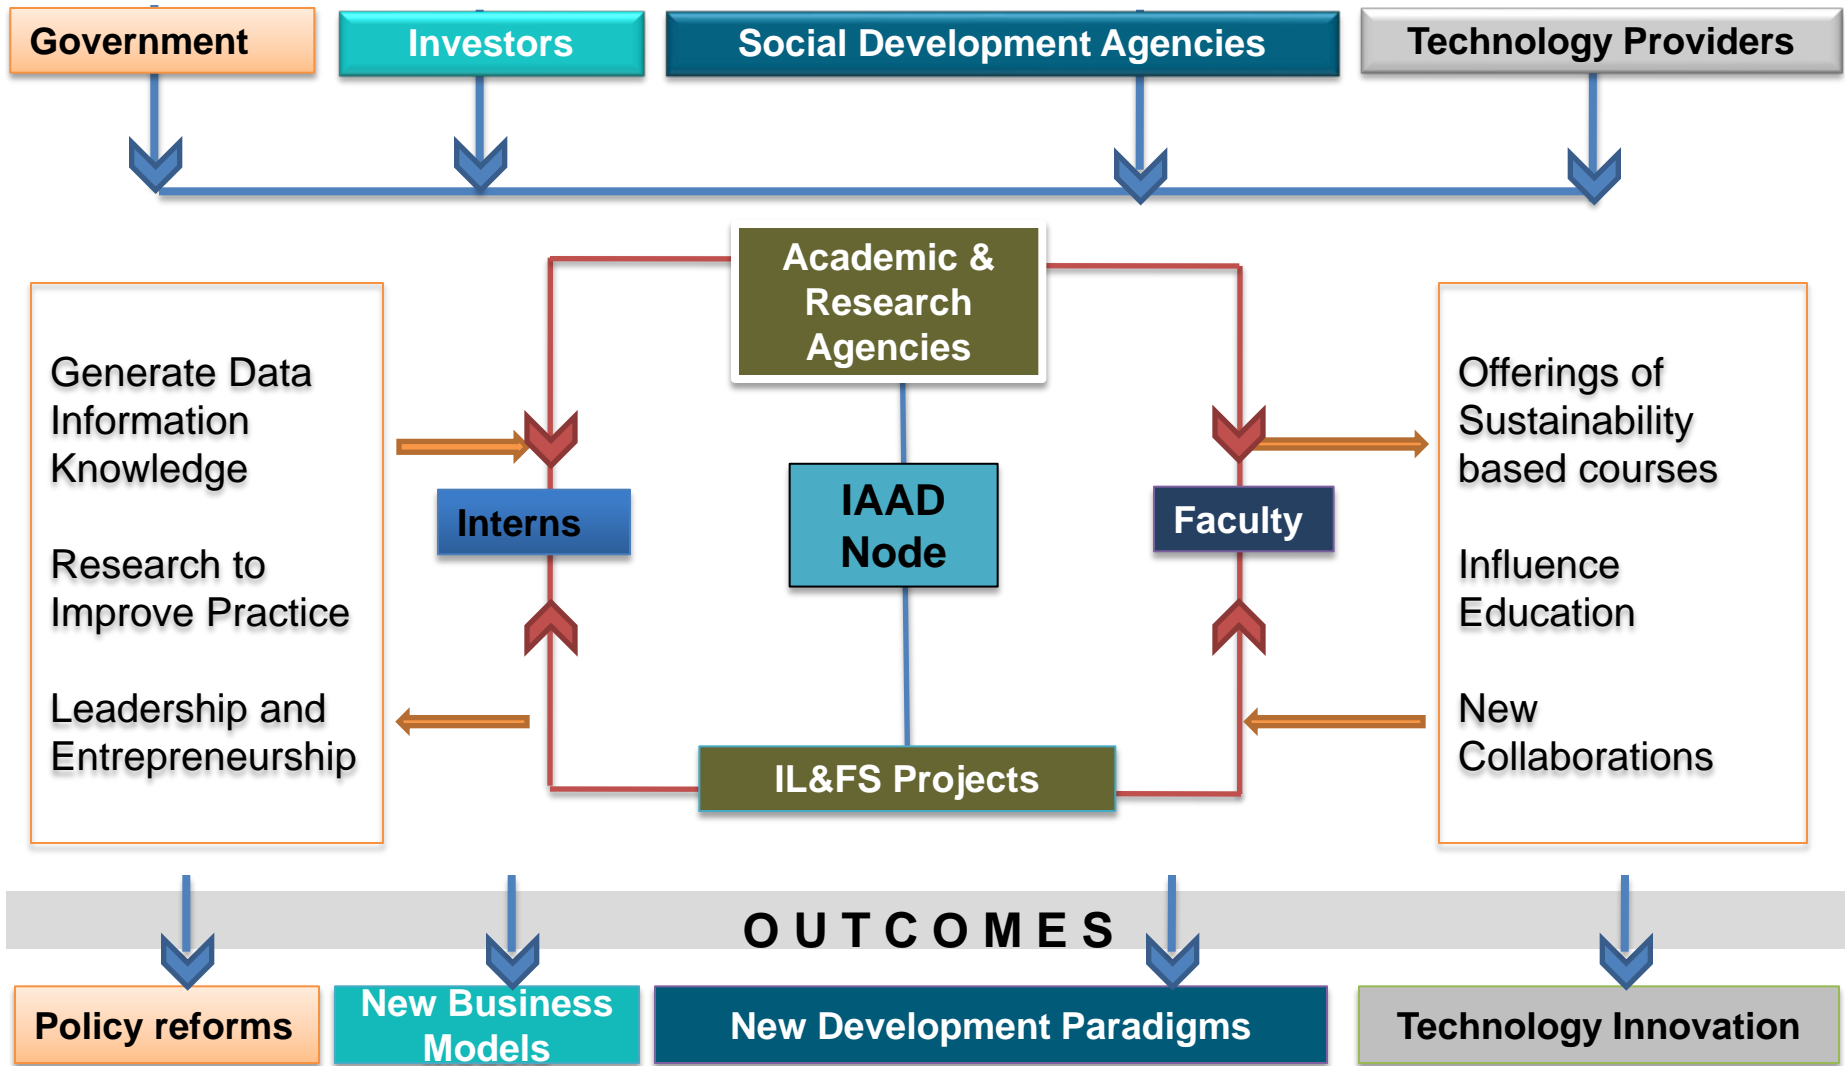 Government
Investors
Social Development Agencies
Technology Providers
Academic &
Research
Agencies
Generate Data
Information
Knowledge
Research to
Improve Practice
Leadership and
Entrepreneurship
Interns
IAAD
Node
Faculty
Offerings of
Sustainability
based courses
Influence
Education
New
Collaborations
IL&FS Projects
OUTCOMES
Policy reforms
New Business
Models
New Development Paradigms
Technology Innovation